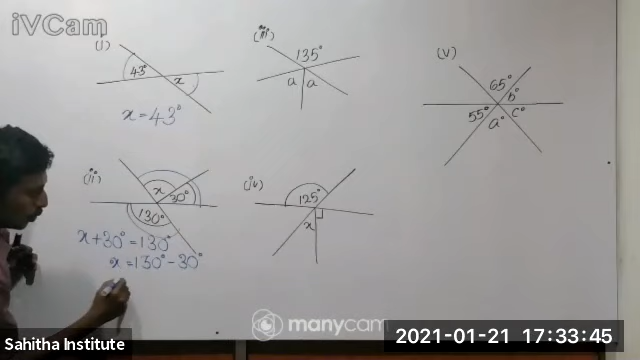 iVCam
(i)
43°
x
x = 43°
(iii)
135°
a
a
(v)
65°
b°
55°
a°
c°
(ii)
x
30°
130°
x + 30° = 130°
x = 130° - 30°
(iv)
125°
x
manycam
2021-01-21 17:33:45
Sahitha Institute